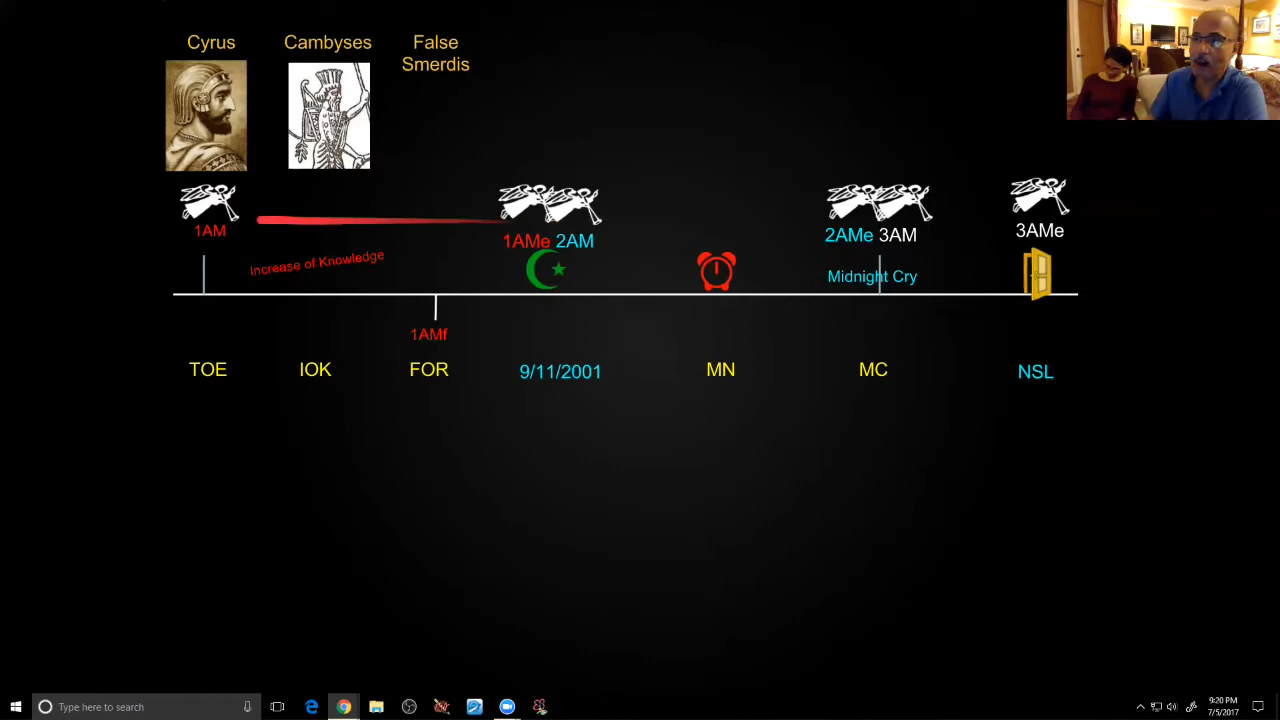 Cyrus
Cambyses
False
Smerdis
1AM
1AMe 2AM
2AMe 3AM
3AMe
Increase of Knowledge
Midnight Cry
1AMf
TOE
IOK
FOR
9/11/2001
MN
MC
NSL
Type here to search
9:20 PM
7/5/2017